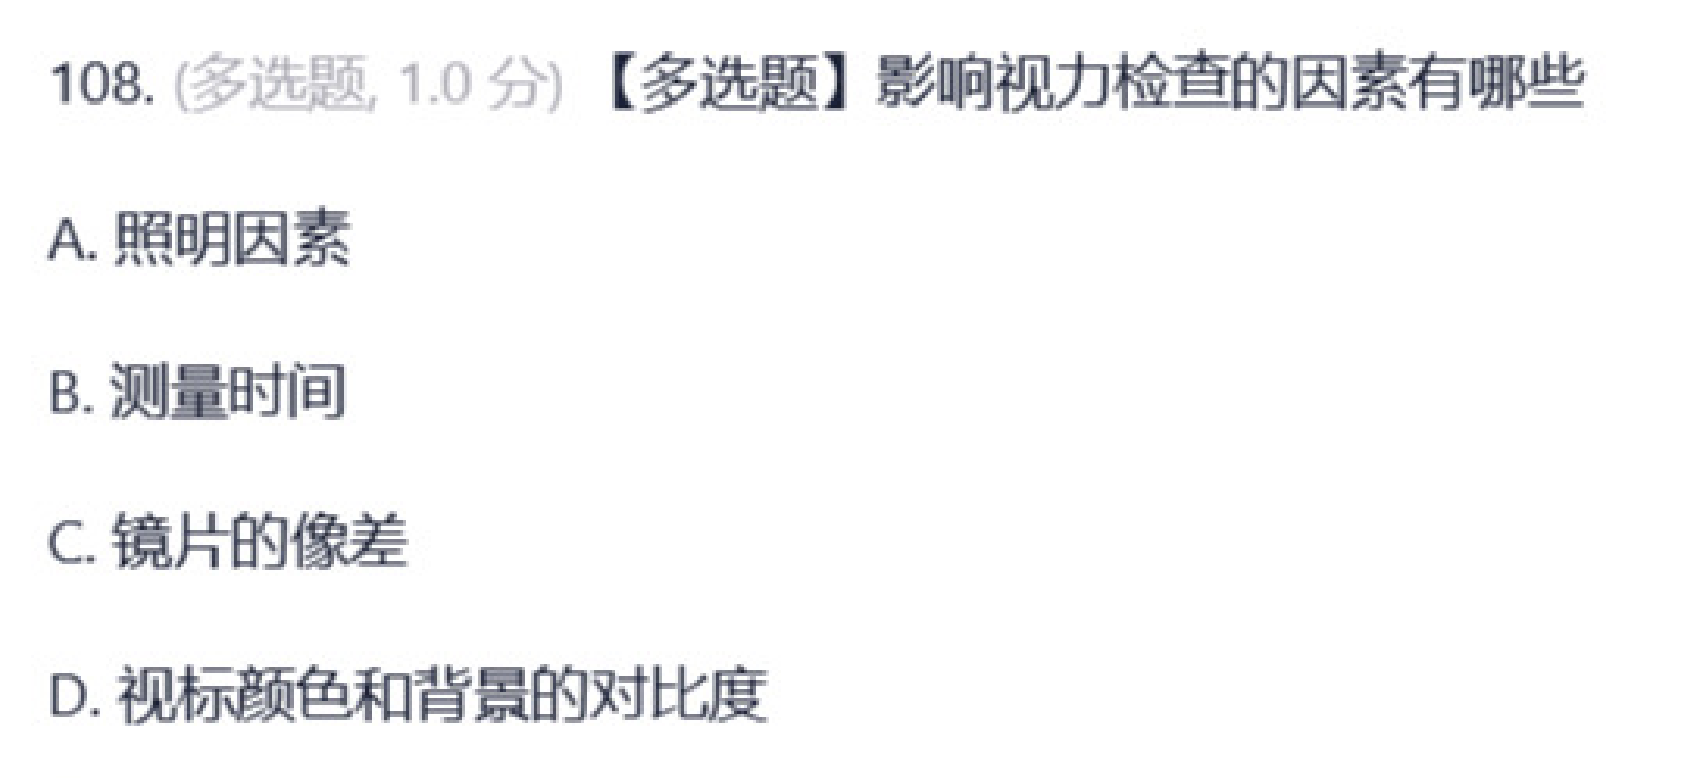 108. (多选题, 1.0 分) 【多选题】影响视力检查的因素有哪些
A. 照明因素
B. 测量时间
C. 镜片的像差
D. 视标颜色和背景的对比度